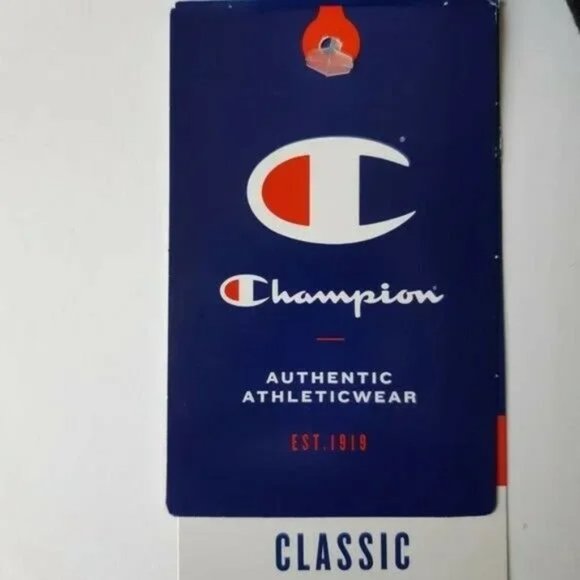 Champion
AUTHENTIC
ATHLETICWEAR
EST.1919
CLASSIC